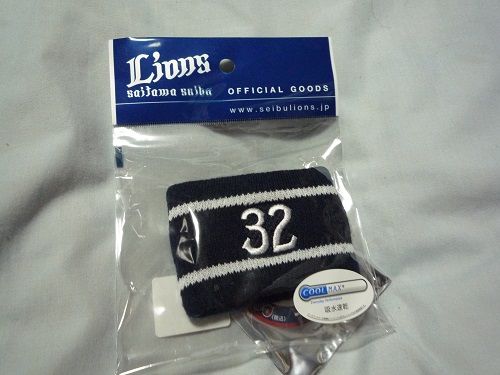 Lions
saitama seibu
OFFICIAL GOODS
www.seibulions.jp
32
COOLMAX
吸水速乾